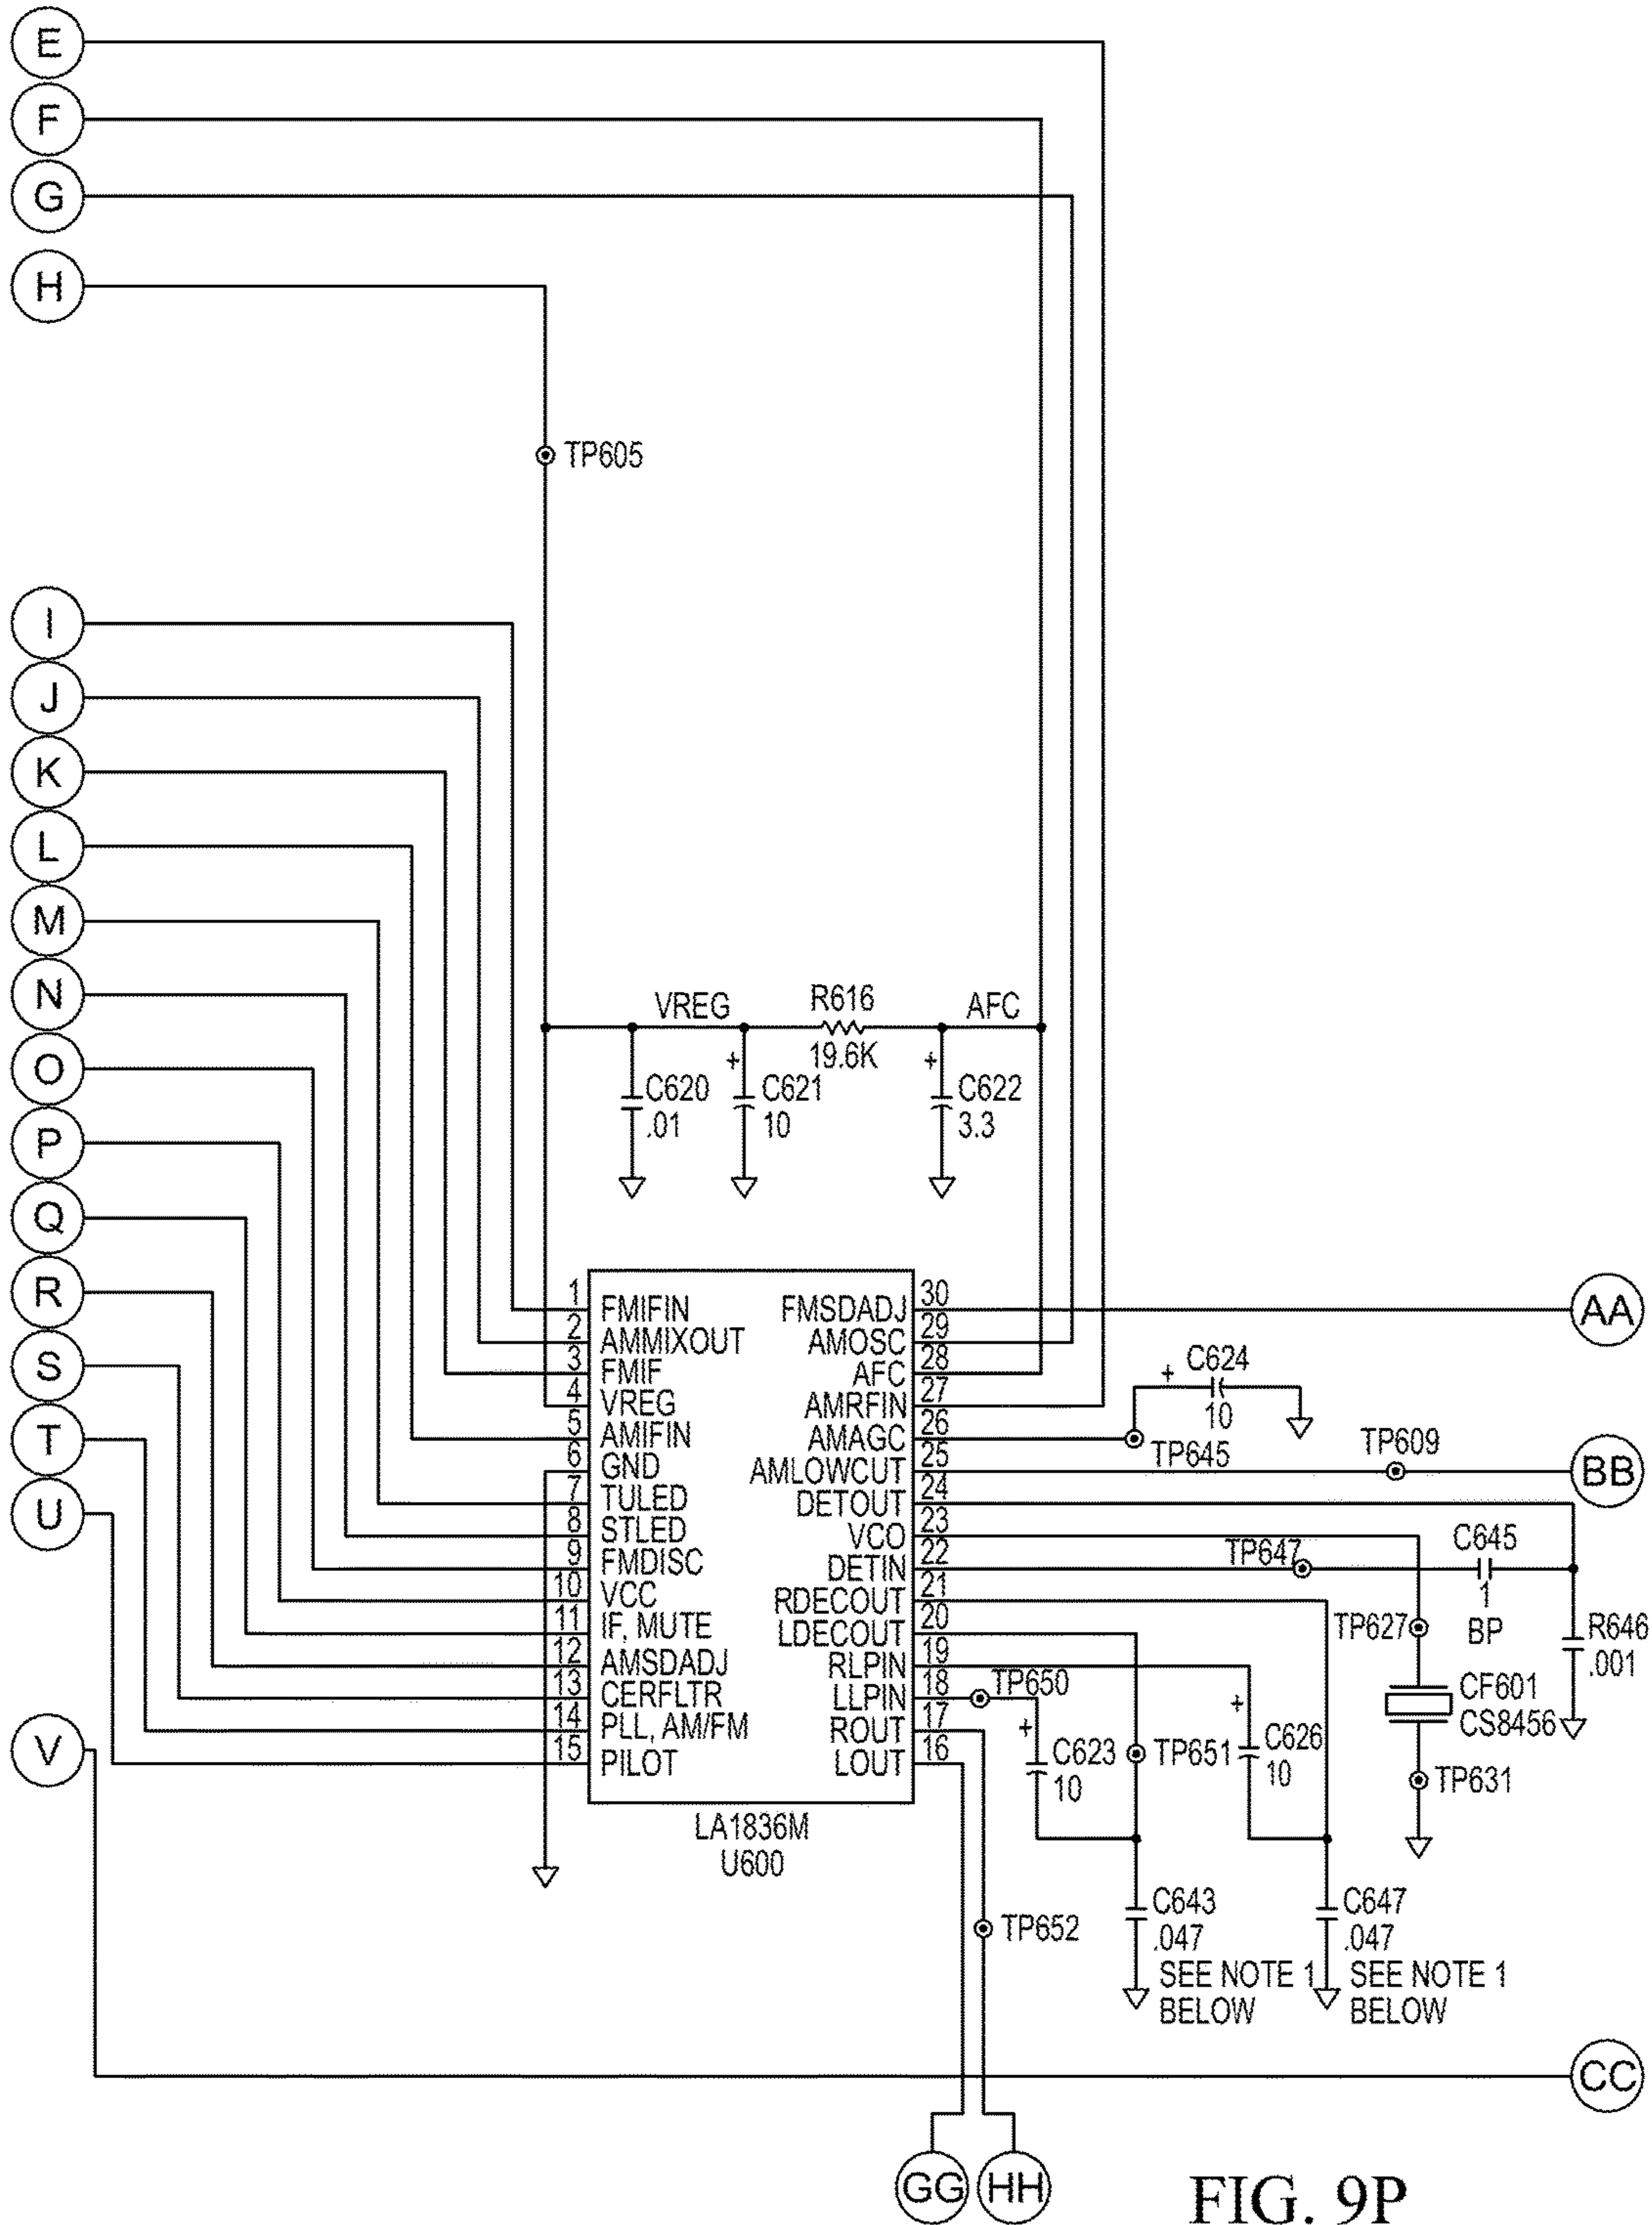 E
F
G
H
TP605
I
J
K
L
M
N
O
P
Q
R
S
T
U
V
VREG
R616
19.6K
AFC
+
C620
.01
+
C621
10
+
C622
3.3
1 FMIFIN
2 AMMIXOUT
3 FMIF
4 VREG
5 AMIFIN
6 GND
7 TULED
8 STLED
9 FMDISC
10 VCC
11 IF, MUTE
12 AMSDADJ
13 CERFLTR
14 PLL, AM/FM
15 PILOT
FMSDADJ 30
AMOSC 29
AFC 28
AMRFIN 27
AMAGC 26
AMLOWCUT 25
DETOUT 24
VCO 23
DETIN 22
RDECOUT 21
LDECOUT 20
RLPIN 19
LLPIN 18
ROUT 17
LOUT 16
LA1836M
U600
AA
+
C624
10
TP645
TP609
BB
TP647
C645
1
BP
TP627
R646
.001
CF601
CS8456
TP631
TP650
+
C623
10
TP651
+
C626
10
C643
.047
SEE NOTE 1
BELOW
C647
.047
SEE NOTE 1
BELOW
TP652
CC
GG
HH
FIG. 9P